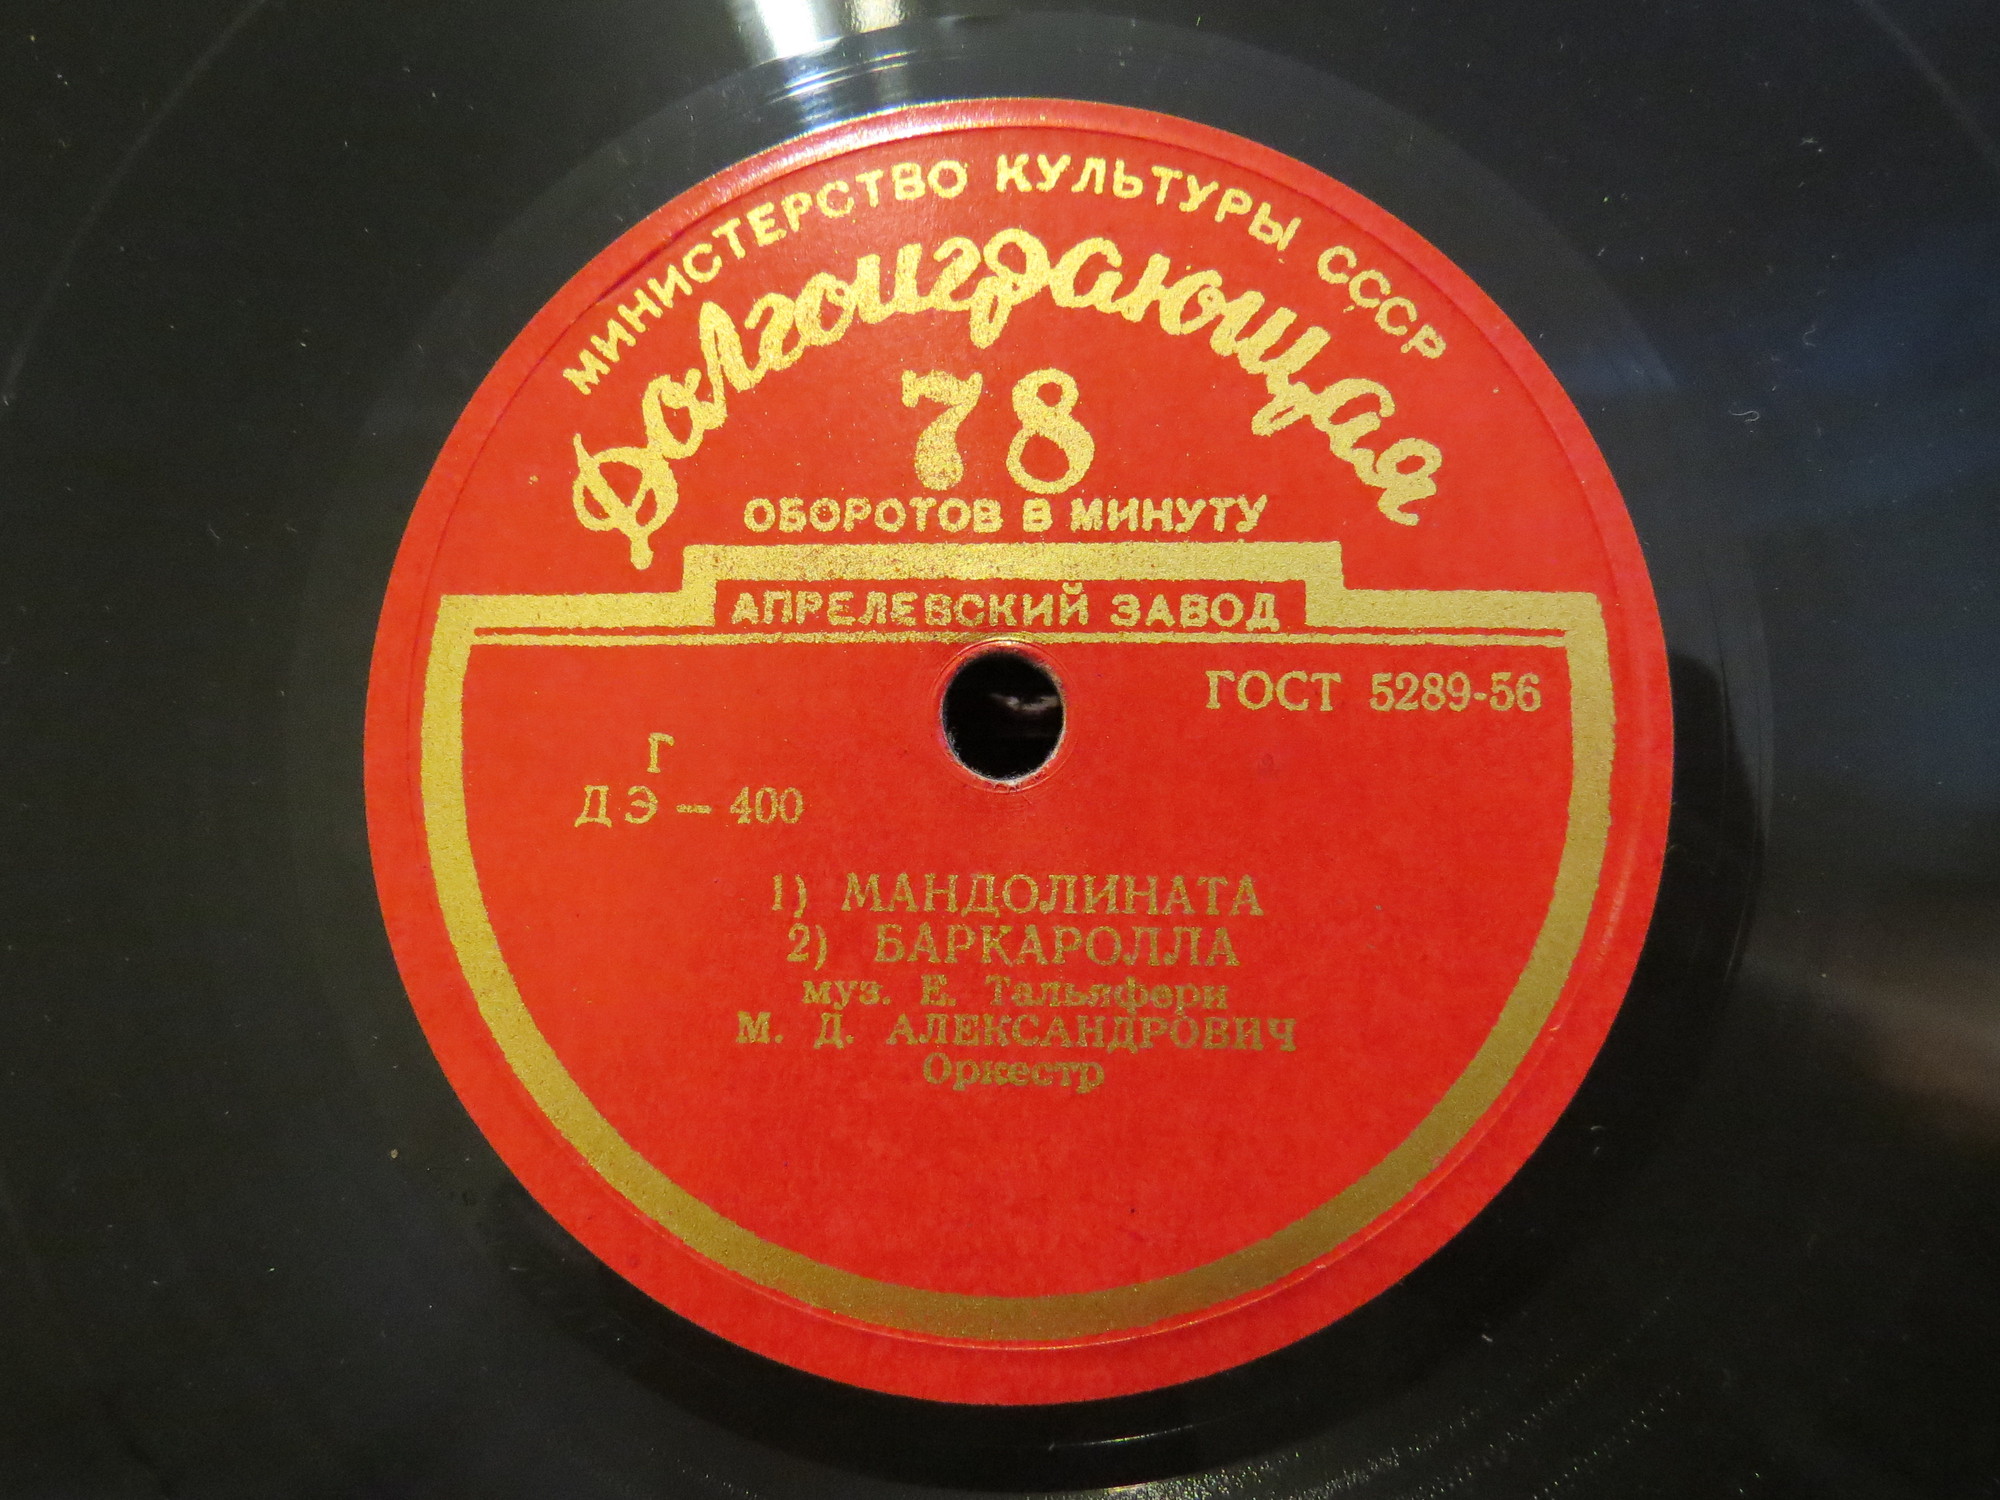 МИНИСТЕРСТВО КУЛЬТУРЫ СССР
Долгоиграющая
78
ОБОРОТОВ В МИНУТУ
АПРЕЛЕВСКИЙ ЗАВОД
ГОСТ 5289-56
Г
ДЭ — 400
1) МАНДОЛИНАТА
2) БАРКАРОЛЛА
муз. Е. Тальяфери
М. Д. АЛЕКСАНДРОВИЧ
Оркестр